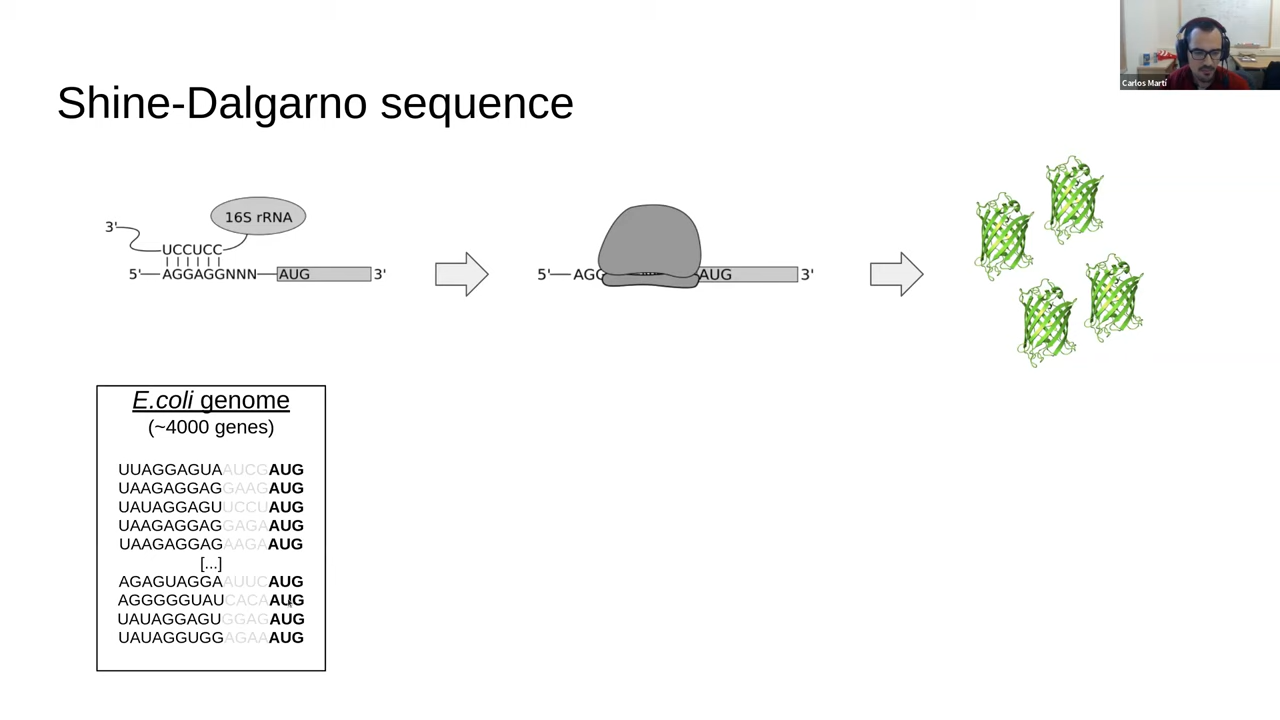 Carlos Martí
Shine-Dalgarno sequence
16S rRNA
3'
UCCUCC
5' AGGAGGNNN AUG 3'
5' AGG AUG 3'
E.coli genome
(~4000 genes)
UUAGGAGUAAUCGAUG
UAAGAGGAGGAAGAUG
UAUAGGAGUUCCUAUG
UAAGAGGAGGAGAAUG
UAAGAGGAGAAGAAUG
[...]
AGAGUAGGAAUUCAUG
AGGGGGUAUCACAAUG
UAUAGGAGUGGAGAUG
UAUAGGUGGAGAAAUG